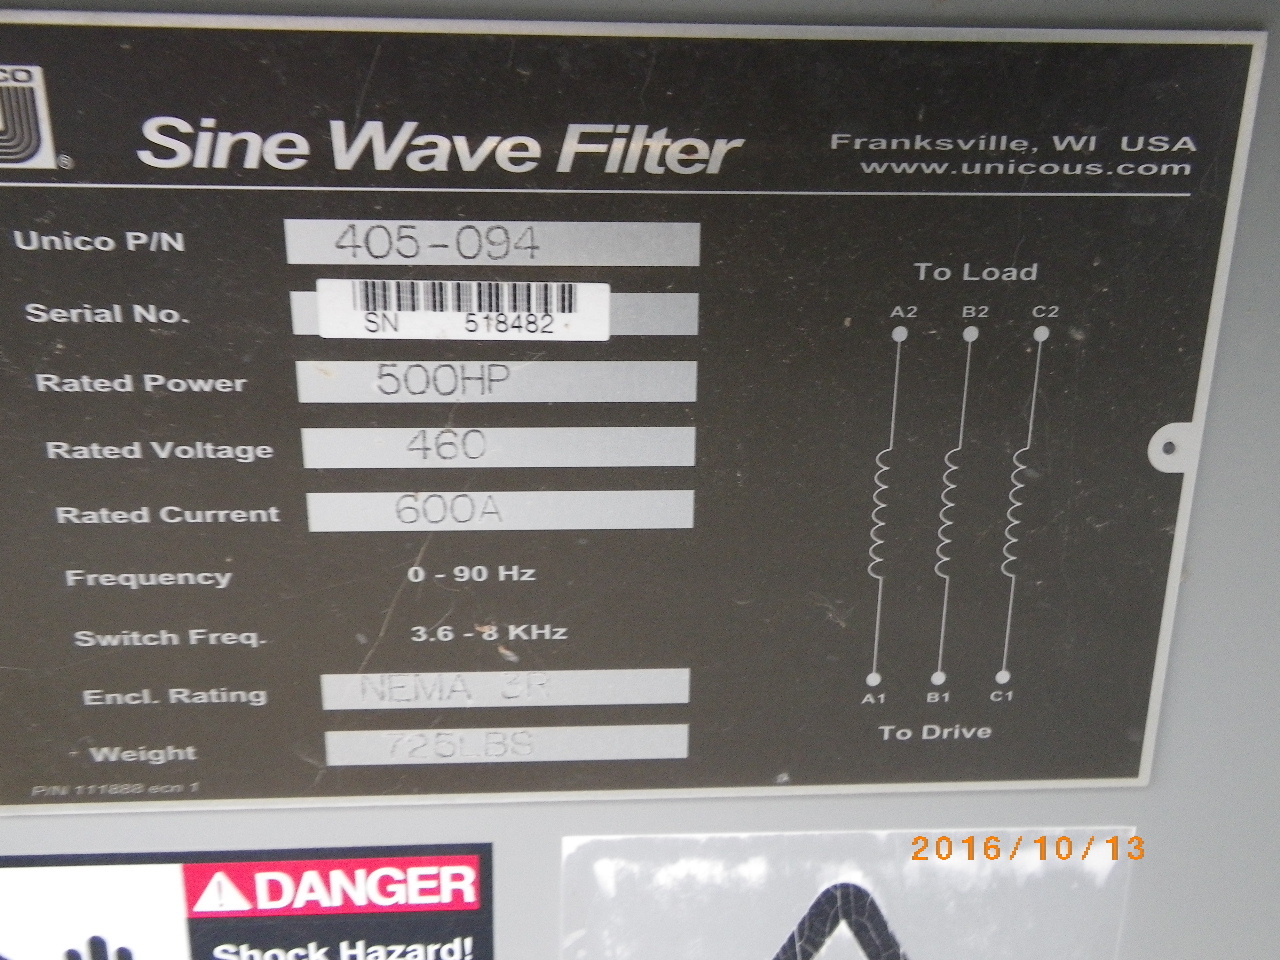 CO
®
Sine Wave Filter
Franksville, WI USA
www.unicous.com
Unico P/N 405-094
Serial No. SN 518482
Rated Power 500HP
Rated Voltage 460
Rated Current 600A
Frequency 0 - 90 Hz
Switch Freq. 3.6 - 8 KHz
Encl. Rating NEMA 3R
Weight 725LBS
P/N 111888 ecn 1
To Load
A2 B2 C2
A1 B1 C1
To Drive
2016/10/13
DANGER
Shock Hazard!